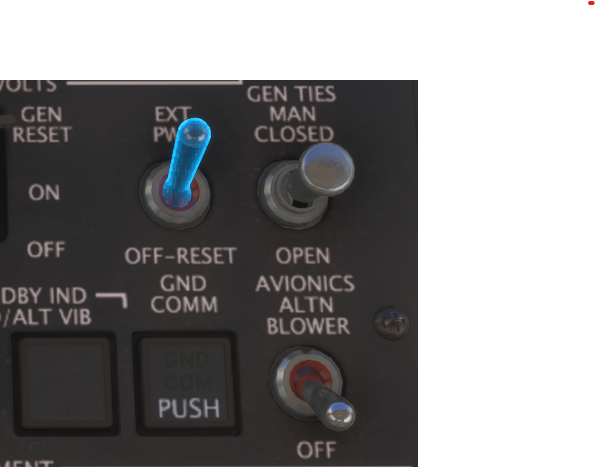 VOLTS
GEN TIES
GEN
RESET
EXT
PWR
MAN
CLOSED
ON
OFF
OFF-RESET
OPEN
DBY IND
/ALT VIB
GND
COMM
AVIONICS
ALTN
BLOWER
GND
COM
PUSH
OFF